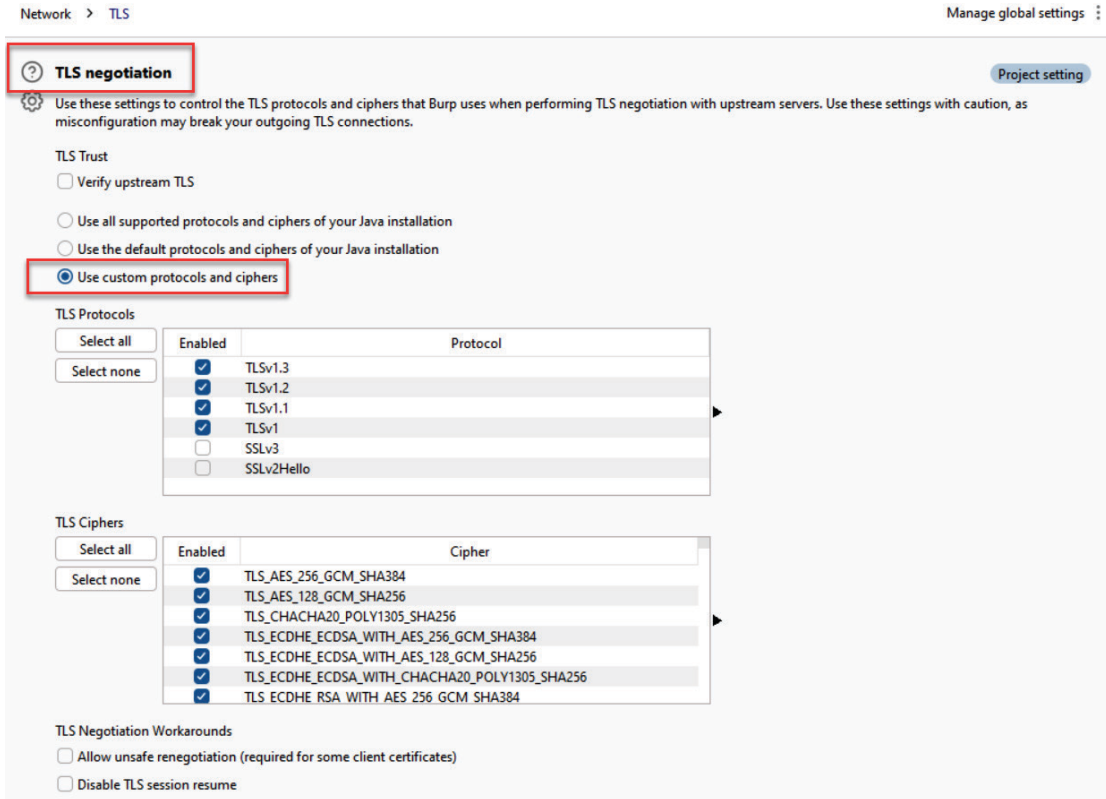 Network > TLS
Manage global settings
TLS negotiation
Project setting
Use these settings to control the TLS protocols and ciphers that Burp uses when performing TLS negotiation with upstream servers. Use these settings with caution, as
misconfiguration may break your outgoing TLS connections.
TLS Trust
Verify upstream TLS
Use all supported protocols and ciphers of your Java installation
Use the default protocols and ciphers of your Java installation
Use custom protocols and ciphers
TLS Protocols
Select all
Select none
Enabled Protocol
TLSv1.3
TLSv1.2
TLSv1.1
TLSv1
SSLv3
SSLv2Hello
TLS Ciphers
Select all
Select none
Enabled Cipher
TLS_AES_256_GCM_SHA384
TLS_AES_128_GCM_SHA256
TLS_CHACHA20_POLY1305_SHA256
TLS_ECDHE_ECDSA_WITH_AES_256_GCM_SHA384
TLS_ECDHE_ECDSA_WITH_AES_128_GCM_SHA256
TLS_ECDHE_ECDSA_WITH_CHACHA20_POLY1305_SHA256
TLS_ECDHE_RSA_WITH_AES_256_GCM_SHA384
TLS Negotiation Workarounds
Allow unsafe renegotiation (required for some client certificates)
Disable TLS session resume